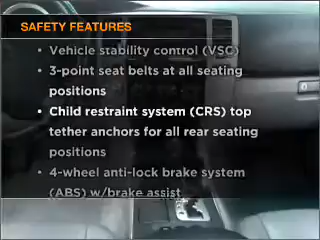 SAFETY FEATURES
• Vehicle stability control (VSC)
• 3-point seat belts at all seating
positions
• Child restraint system (CRS) top
tether anchors for all rear seating
positions
• 4-wheel anti-lock brake system
(ABS) w/brake assist